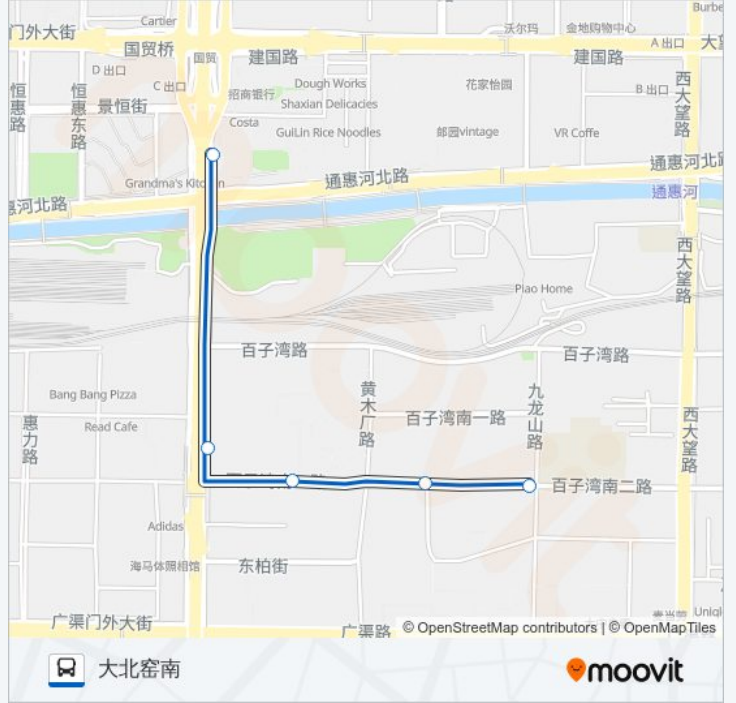 Cartier
门外大街
国贸桥
国贸
建国路
沃尔玛
金地购物中心
建国路
A 出口
D 出口
C 出口
B 出口
恒惠路
恒惠东路
景恒街
招商银行
Dough Works
Shaxian Delicacies
花家怡园
西大望路
Costa
GuiLin Rice Noodles
邮园vintage
VR Coffe
Grandma's Kitchen
通惠河北路
通惠河北路
通惠河
惠河北路
西大望路
Piao Home
百子湾路
百子湾路
Bang Bang Pizza
Read Cafe
惠力路
黄木厂路
百子湾南一路
九龙山路
西大望路
百子湾南二路
Adidas
海马体照相馆
东柏街
广渠门外大街
广渠路
© OpenStreetMap contributors | © OpenMapTiles
大北窑南
moovit